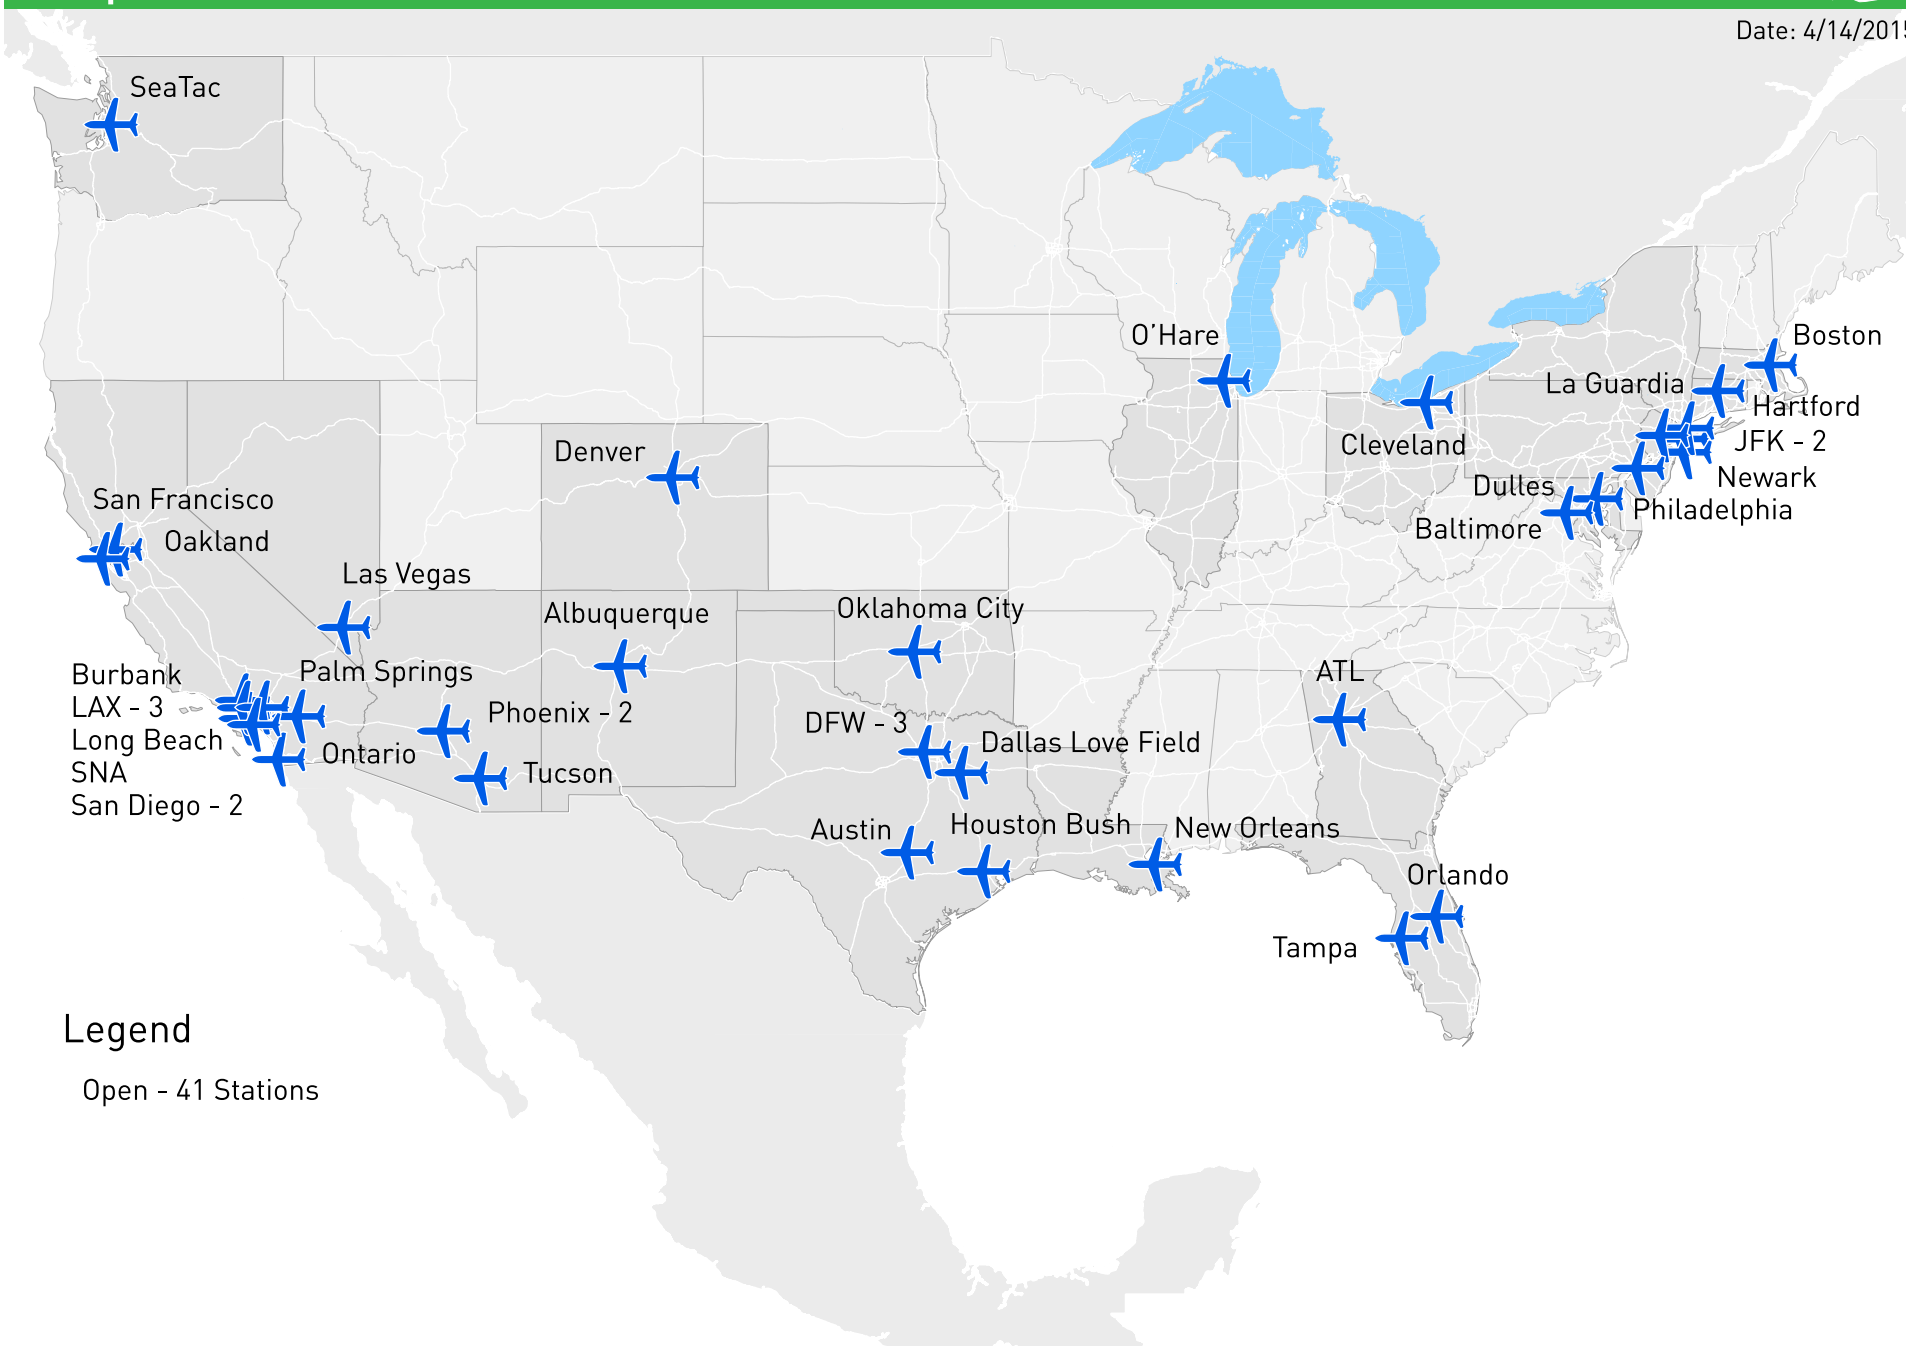 Date: 4/14/2015
SeaTac
O'Hare
Boston
La Guardia
Hartford
JFK - 2
Cleveland
Denver
Newark
Dulles
San Francisco
Philadelphia
Baltimore
Oakland
Las Vegas
Albuquerque
Oklahoma City
Burbank
Palm Springs
ATL
LAX - 3
Phoenix - 2
DFW - 3
Long Beach
Dallas Love Field
Ontario
SNA
Tucson
San Diego - 2
Houston Bush
New Orleans
Austin
Orlando
Tampa
Legend
Open - 41 Stations